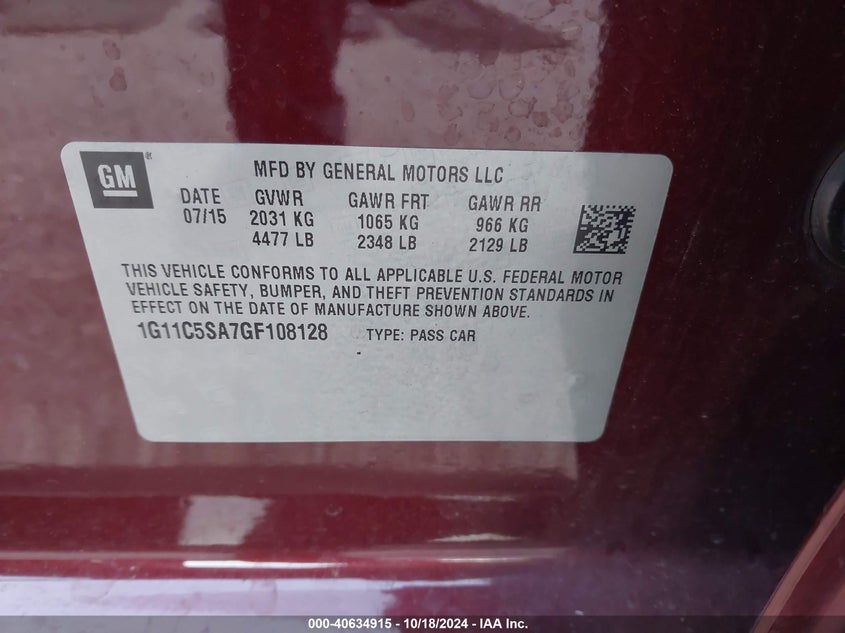 GM
MFD BY GENERAL MOTORS LLC
DATE GVWR GAWR FRT GAWR RR
07/15 2031 KG 1065 KG 966 KG
4477 LB 2348 LB 2129 LB
THIS VEHICLE CONFORMS TO ALL APPLICABLE U.S. FEDERAL MOTOR
VEHICLE SAFETY, BUMPER, AND THEFT PREVENTION STANDARDS IN
EFFECT ON THE DATE OF MANUFACTURE SHOWN ABOVE.
1G11C5SA7GF108128 TYPE: PASS CAR
000-40634915 / 10/18/2024 - IAA Inc.